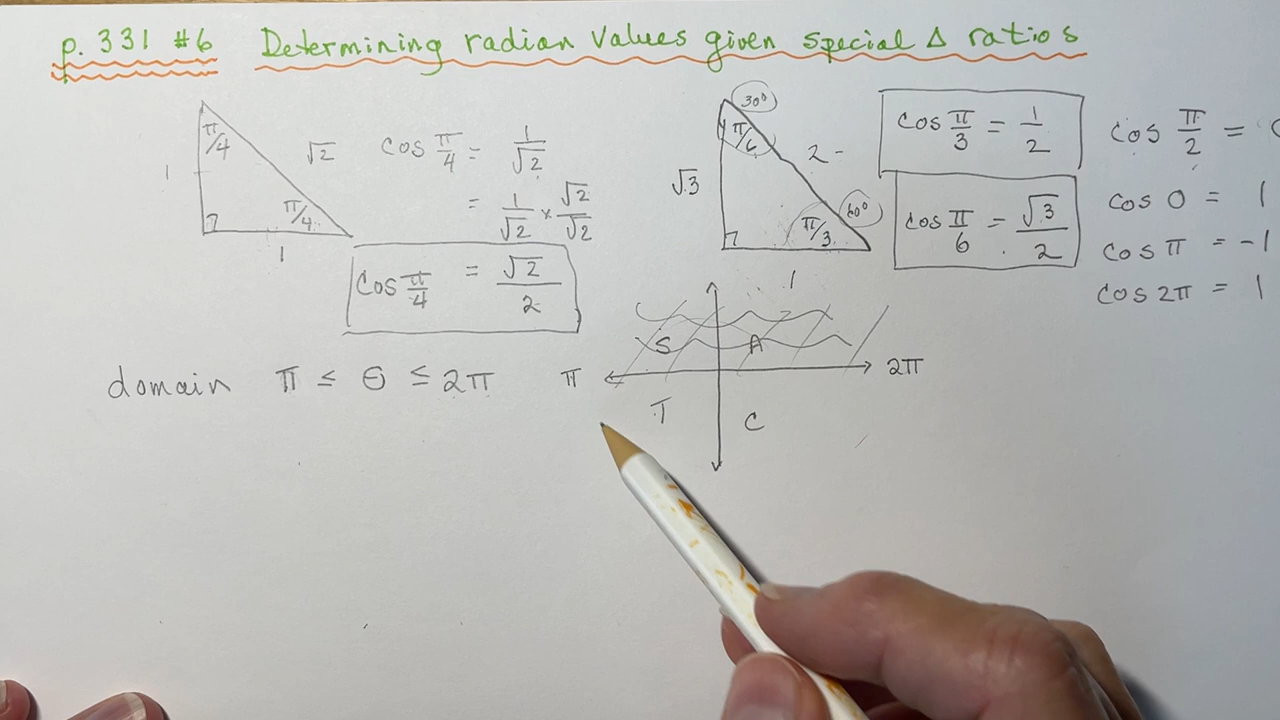 p. 331 #6 Determining radian values given special Δ ratios
π/4
1
√2
π/4
1
cos π/4 = 1/√2
= 1/√2 × √2/√2
cos π/4 = √2/2
30°
π/6
2
√3
60°
π/3
1
cos π/3 = 1/2
cos π/6 = √3/2
cos π/2 =
cos 0 = 1
cos π = -1
cos 2π = 1
domain π ≤ θ ≤ 2π
S A
π 2π
T C